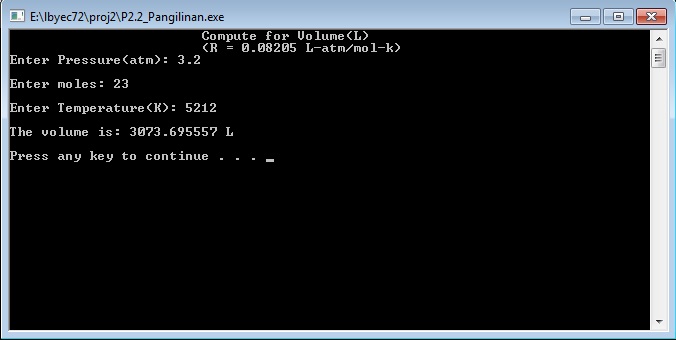 E:\lbyec72\proj2\P2.2_Pangilinan.exe
Compute for Volume(L)
(R = 0.08205 L-atm/mol-k)
Enter Pressure(atm): 3.2
Enter moles: 23
Enter Temperature(K): 5212
The volume is: 3073.695557 L
Press any key to continue . . . _